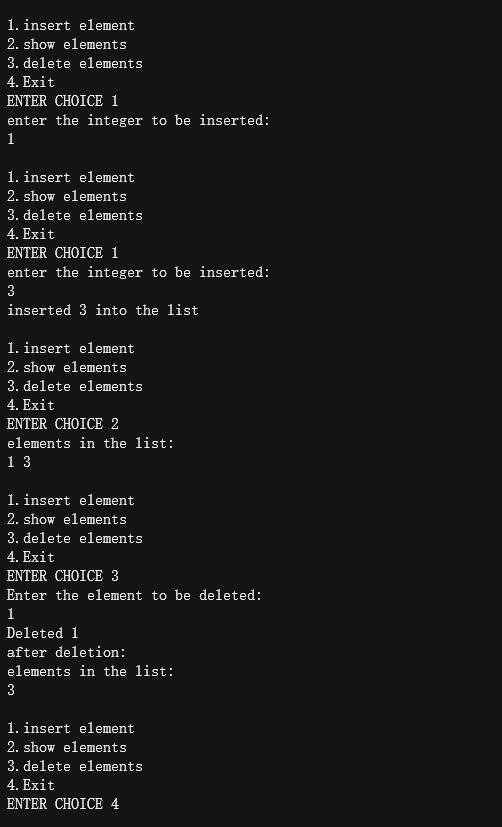 1.insert element
2.show elements
3.delete elements
4.Exit
ENTER CHOICE 1
enter the integer to be inserted:
1
1.insert element
2.show elements
3.delete elements
4.Exit
ENTER CHOICE 1
enter the integer to be inserted:
3
inserted 3 into the list
1.insert element
2.show elements
3.delete elements
4.Exit
ENTER CHOICE 2
elements in the list:
1 3
1.insert element
2.show elements
3.delete elements
4.Exit
ENTER CHOICE 3
Enter the element to be deleted:
1
Deleted 1
after deletion:
elements in the list:
3
1.insert element
2.show elements
3.delete elements
4.Exit
ENTER CHOICE 4